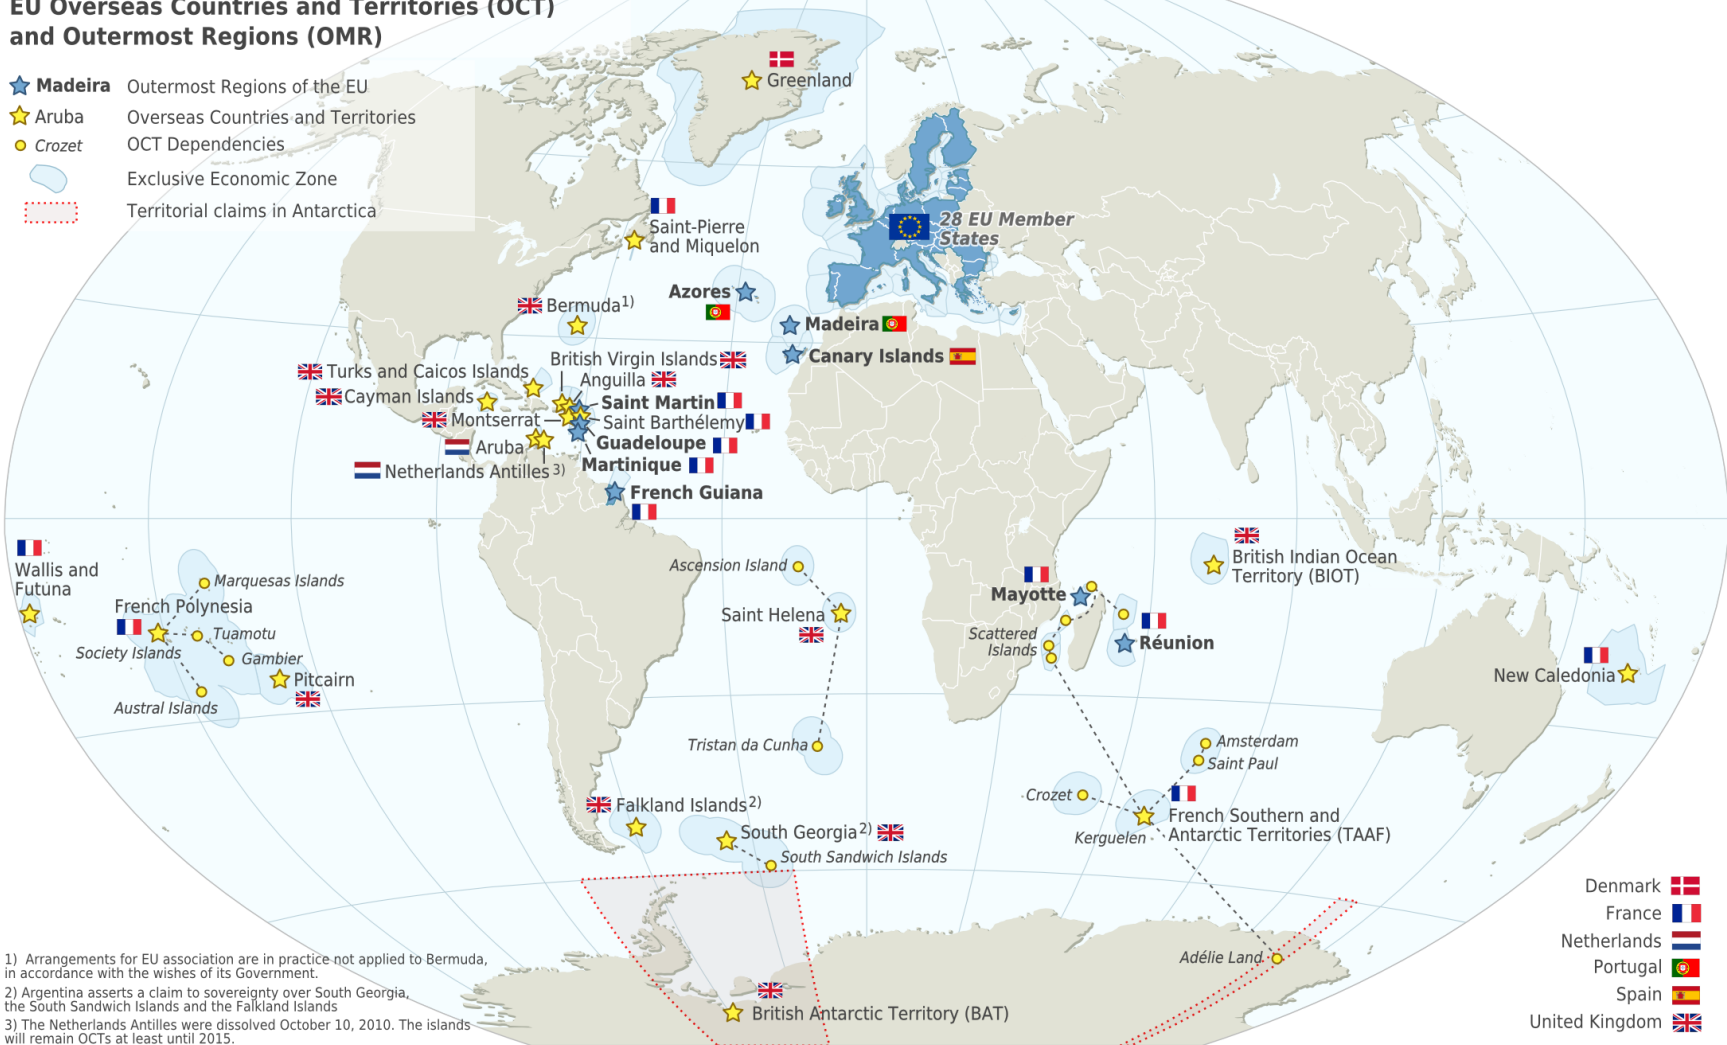 EU Overseas Countries and Territories (OCT)
and Outermost Regions (OMR)
Madeira Outermost Regions of the EU
Aruba Overseas Countries and Territories
Crozet OCT Dependencies
Exclusive Economic Zone
Territorial claims in Antarctica
Greenland
28 EU Member
States
Saint-Pierre
and Miquelon
Azores
Bermuda1)
Madeira
Canary Islands
British Virgin Islands
Turks and Caicos Islands
Anguilla
Cayman Islands
Saint Martin
Montserrat
Saint Barthélemy
Aruba
Guadeloupe
Netherlands Antilles3)
Martinique
French Guiana
Wallis and
Futuna
Marquesas Islands
French Polynesia
Tuamotu
Society Islands
Gambier
Pitcairn
Austral Islands
Ascension Island
Saint Helena
Tristan da Cunha
British Indian Ocean
Territory (BIOT)
Mayotte
Scattered
Islands
Réunion
New Caledonia
Amsterdam
Saint Paul
Crozet
French Southern and
Antarctic Territories (TAAF)
Kerguelen
Falkland Islands2)
South Georgia2)
South Sandwich Islands
Adélie Land
British Antarctic Territory (BAT)
Denmark
France
Netherlands
Portugal
Spain
United Kingdom
1) Arrangements for EU association are in practice not applied to Bermuda,
in accordance with the wishes of its Government.
2) Argentina asserts a claim to sovereignty over South Georgia,
the South Sandwich Islands and the Falkland Islands
3) The Netherlands Antilles were dissolved October 10, 2010. The islands
will remain OCTs at least until 2015.